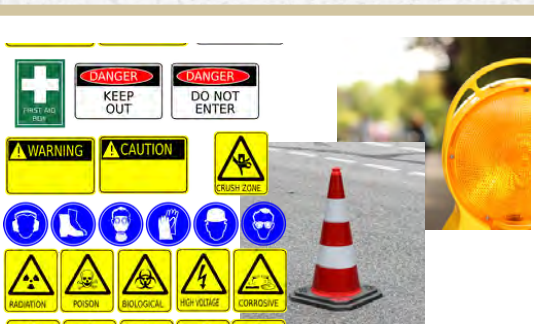 FIRST AID
BOX
DANGER
KEEP
OUT
DANGER
DO NOT
ENTER
WARNING
CAUTION
CRUSH ZONE
RADIATION
POISON
BIOLOGICAL
HIGH VOLTAGE
CORROSIVE